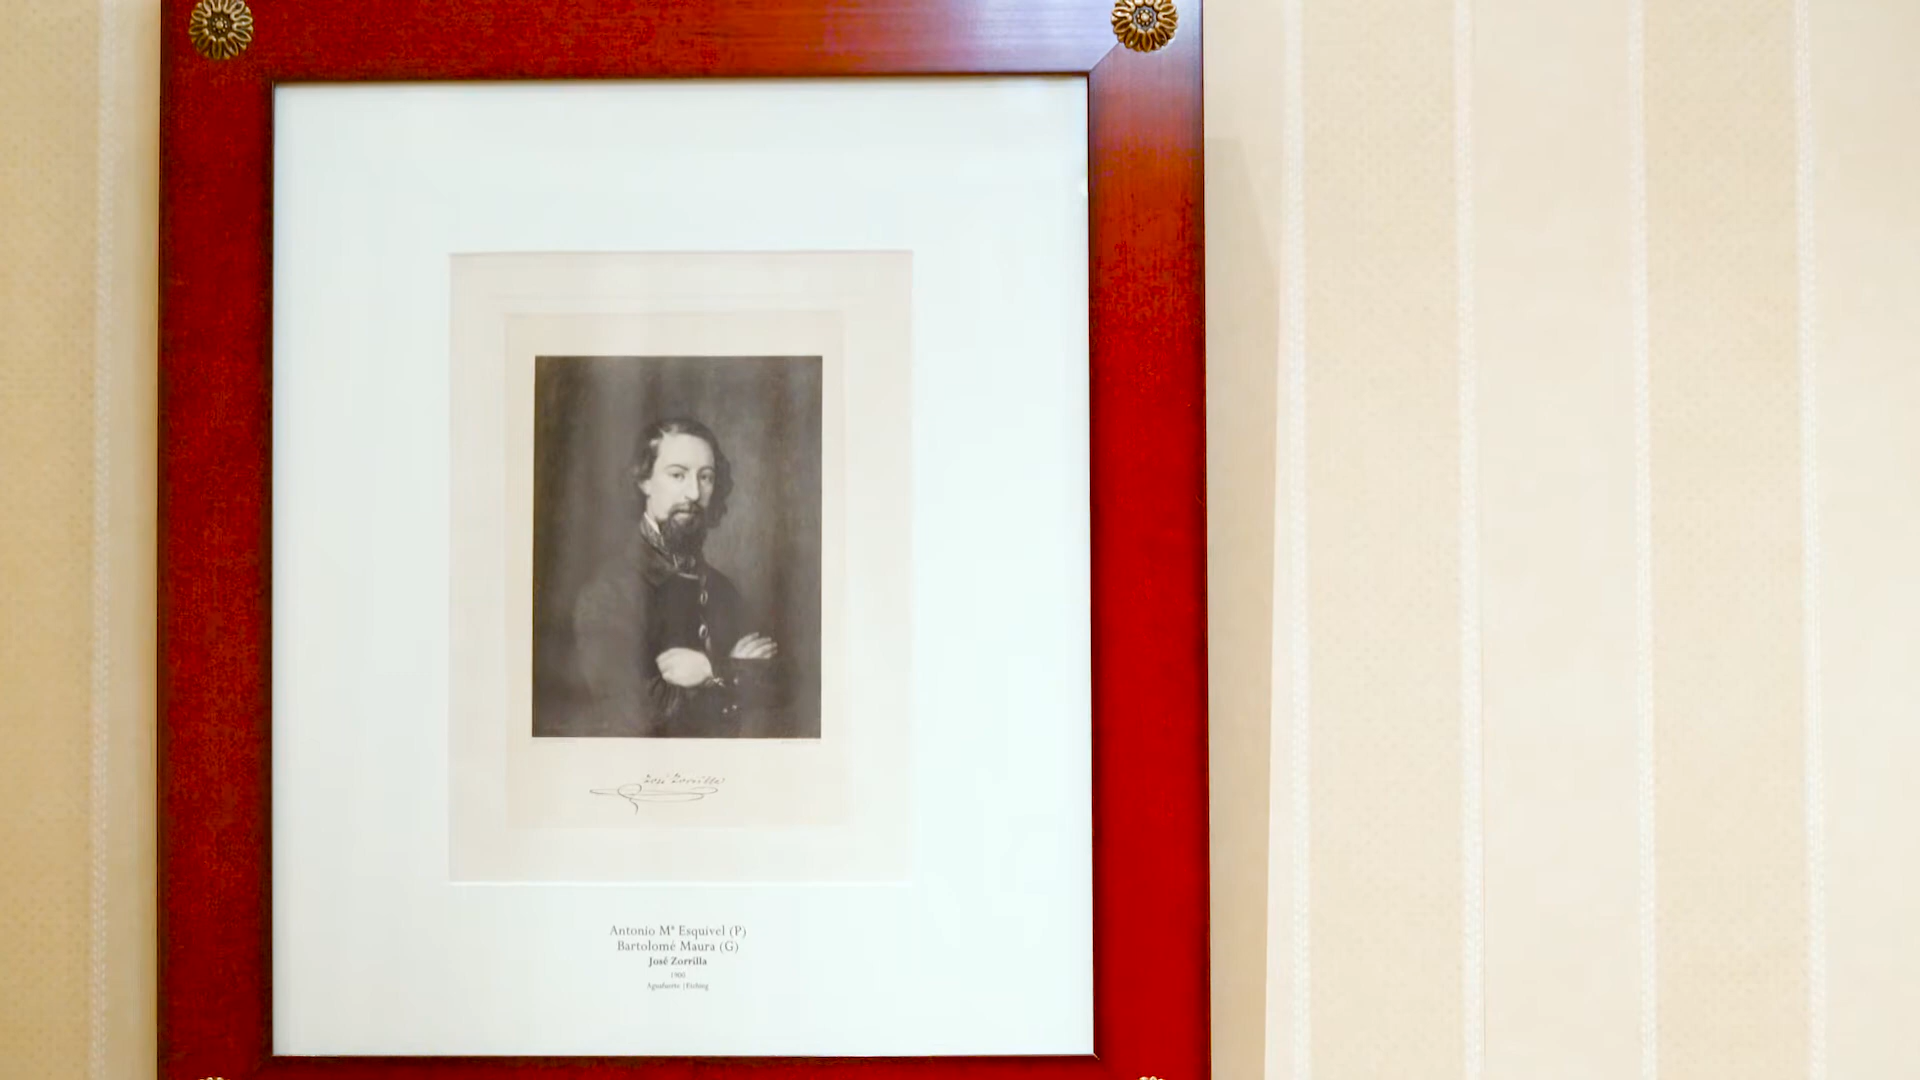 José Zorrilla
Antonio Mª Esquivel (P)
Bartolomé Maura (G)
José Zorrilla
1900
Aguafuerte | Etching